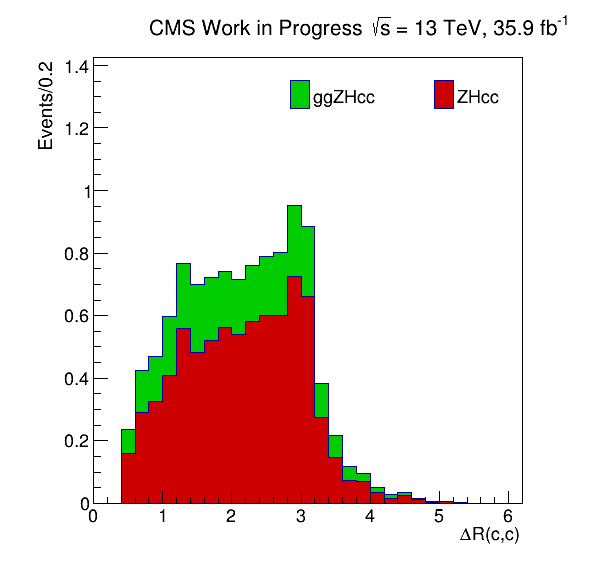 CMS Work in Progress √s = 13 TeV, 35.9 fb⁻¹
Events/0.2
ggZHcc ZHcc
1.4
1.2
1
0.8
0.6
0.4
0.2
0
0 1 2 3 4 5 6
ΔR(c,c)